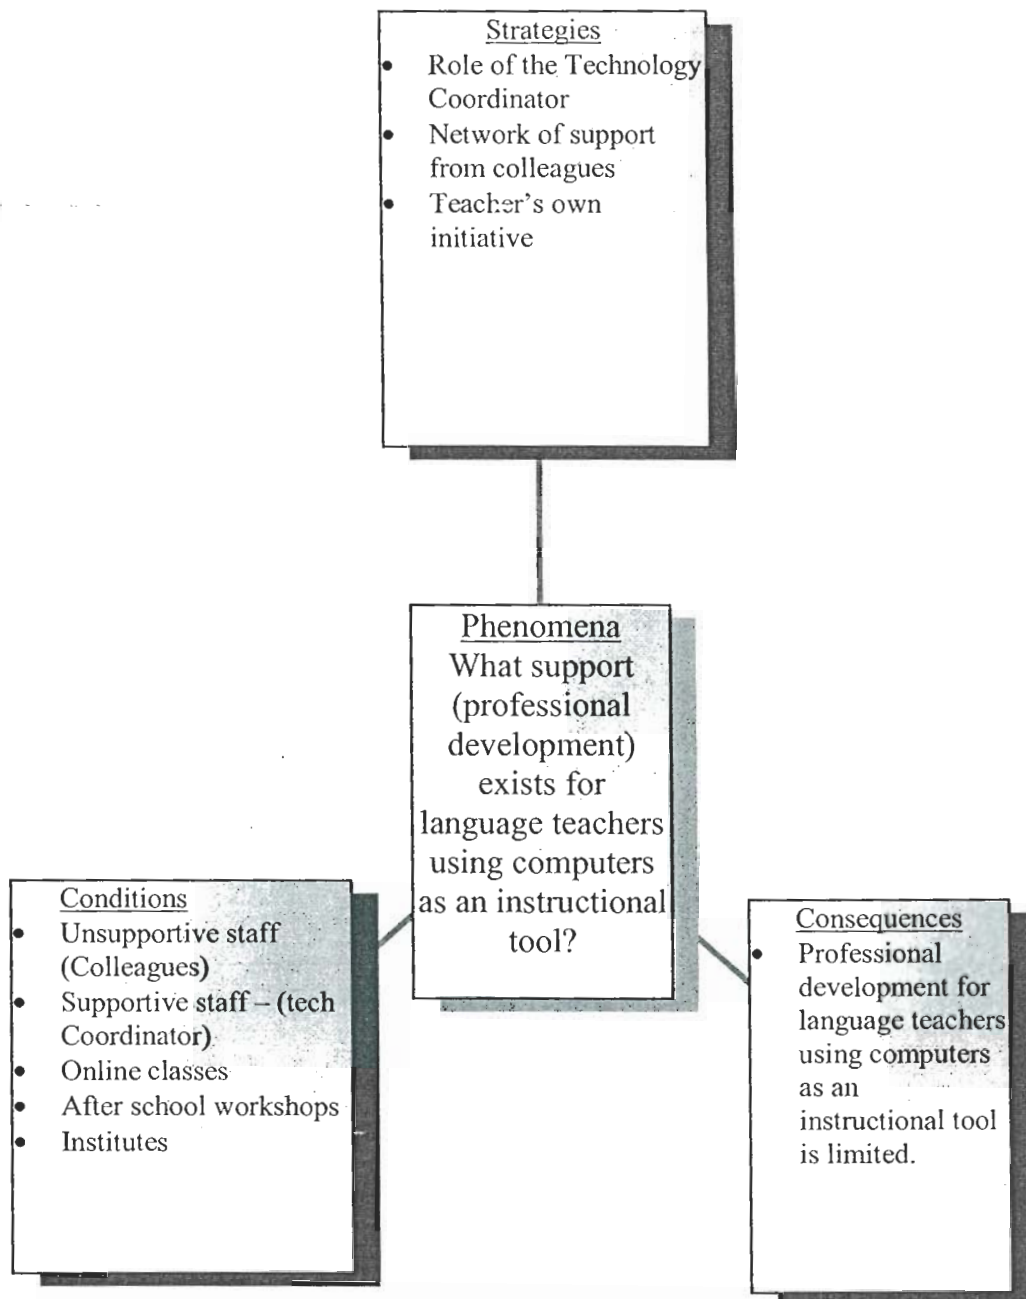 Strategies
• Role of the Technology
Coordinator
• Network of support
from colleagues
• Teacher's own
initiative
Phenomena
What support
(professional
development)
exists for
language teachers
using computers
as an instructional
tool?
Conditions
• Unsupportive staff
(Colleagues)
• Supportive staff – (tech
Coordinator)
• Online classes
• After school workshops
• Institutes
Consequences
• Professional
development for
language teachers
using computers
as an
instructional tool
is limited.